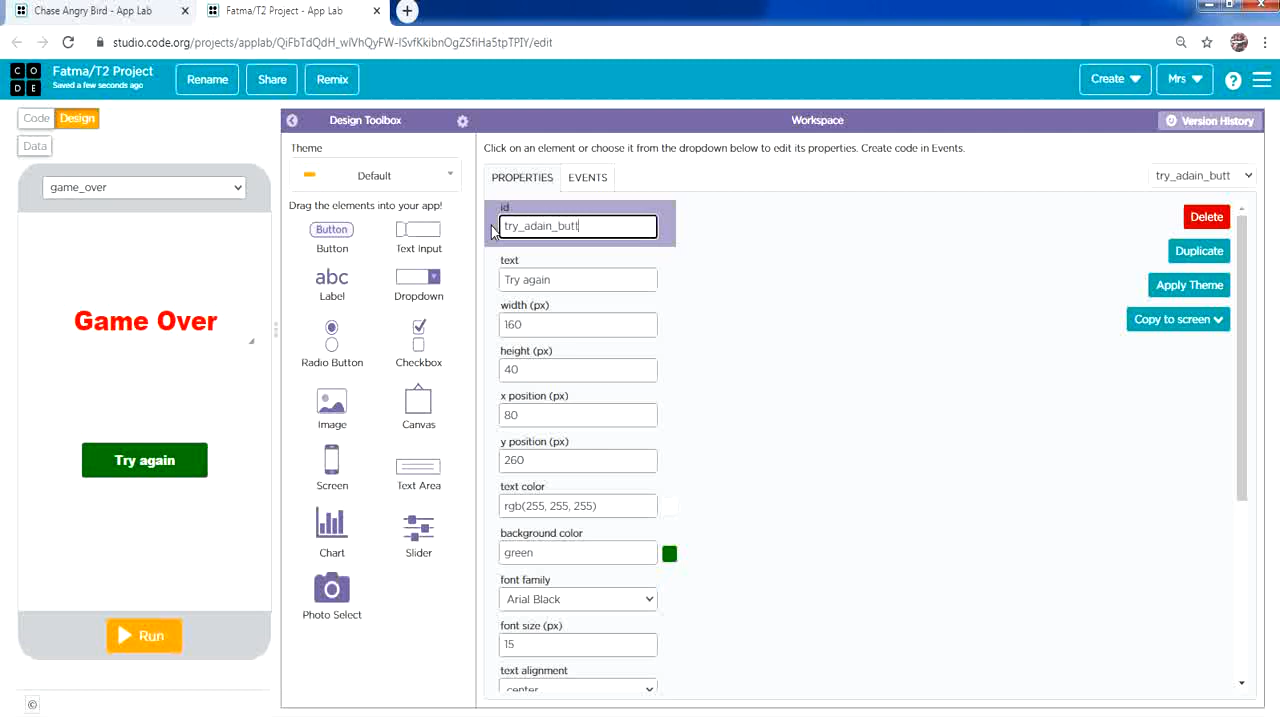 Chase Angry Bird - App Lab
Fatma/T2 Project - App Lab
studio.code.org/projects/applab/QiFbTdQdH_wlVhQyFW-lSvfKkibnOgZSfiHa5tpTPIY/edit
CO
DE
Fatma/T2 Project
Saved a few seconds ago
Rename
Share
Remix
Create
Mrs
?
Code
Design
Data
game_over
Game Over
Try again
Run
©
Design Toolbox
Theme
Default
Drag the elements into your app!
Button
Button
Text Input
abc
Label
Dropdown
Radio Button
Checkbox
Image
Canvas
Screen
Text Area
Chart
Slider
Photo Select
Workspace
Version History
Click on an element or choose it from the dropdown below to edit its properties. Create code in Events.
PROPERTIES
EVENTS
try_adain_butt
id
try_adain_butt
text
Try again
width (px)
160
height (px)
40
x position (px)
80
y position (px)
260
text color
rgb(255, 255, 255)
background color
green
font family
Arial Black
font size (px)
15
text alignment
center
Delete
Duplicate
Apply Theme
Copy to screen